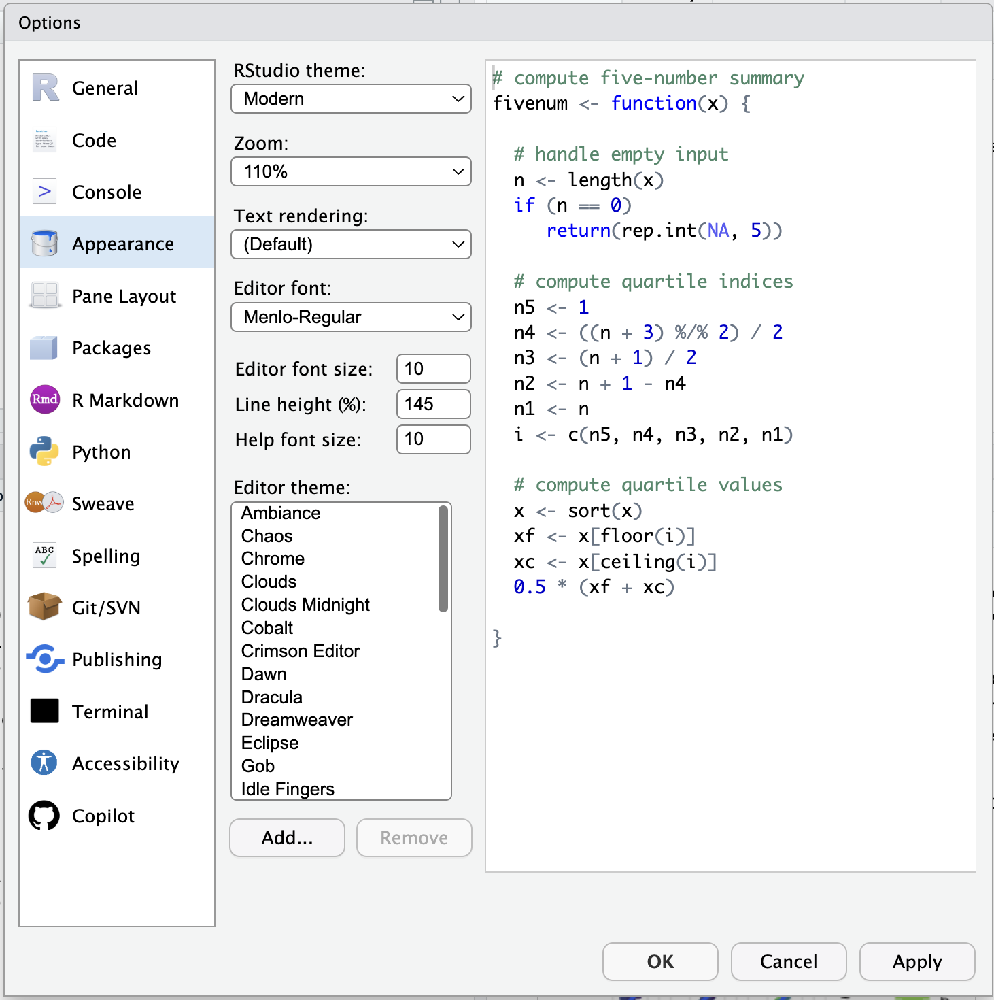 Options
General
Code
Console
Appearance
Pane Layout
Packages
Rmd
R Markdown
Python
Rnw
Sweave
ABC
Spelling
Git/SVN
Publishing
Terminal
Accessibility
Copilot
RStudio theme:
Modern
Zoom:
110%
Text rendering:
(Default)
Editor font:
Menlo-Regular
Editor font size: 10
Line height (%): 145
Help font size: 10
Editor theme:
Ambiance
Chaos
Chrome
Clouds
Clouds Midnight
Cobalt
Crimson Editor
Dawn
Dracula
Dreamweaver
Eclipse
Gob
Idle Fingers
Add... Remove
# compute five-number summary
fivenum <- function(x) {
# handle empty input
n <- length(x)
if (n == 0)
return(rep.int(NA, 5))
# compute quartile indices
n5 <- 1
n4 <- ((n + 3) %/% 2) / 2
n3 <- (n + 1) / 2
n2 <- n + 1 - n4
n1 <- n
i <- c(n5, n4, n3, n2, n1)
# compute quartile values
x <- sort(x)
xf <- x[floor(i)]
xc <- x[ceiling(i)]
0.5 * (xf + xc)
}
OK Cancel Apply